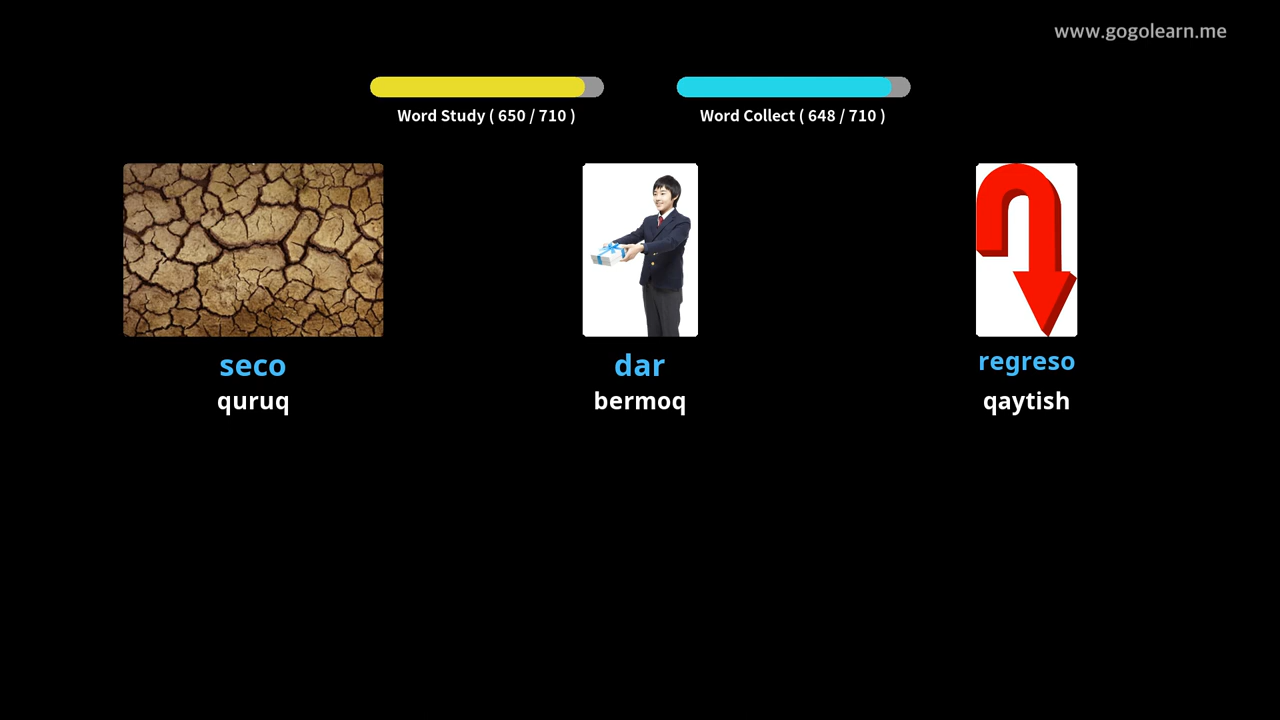 www.gogolearn.me
Word Study ( 650 / 710 )
Word Collect ( 648 / 710 )
seco
quruq
dar
bermoq
regreso
qaytish